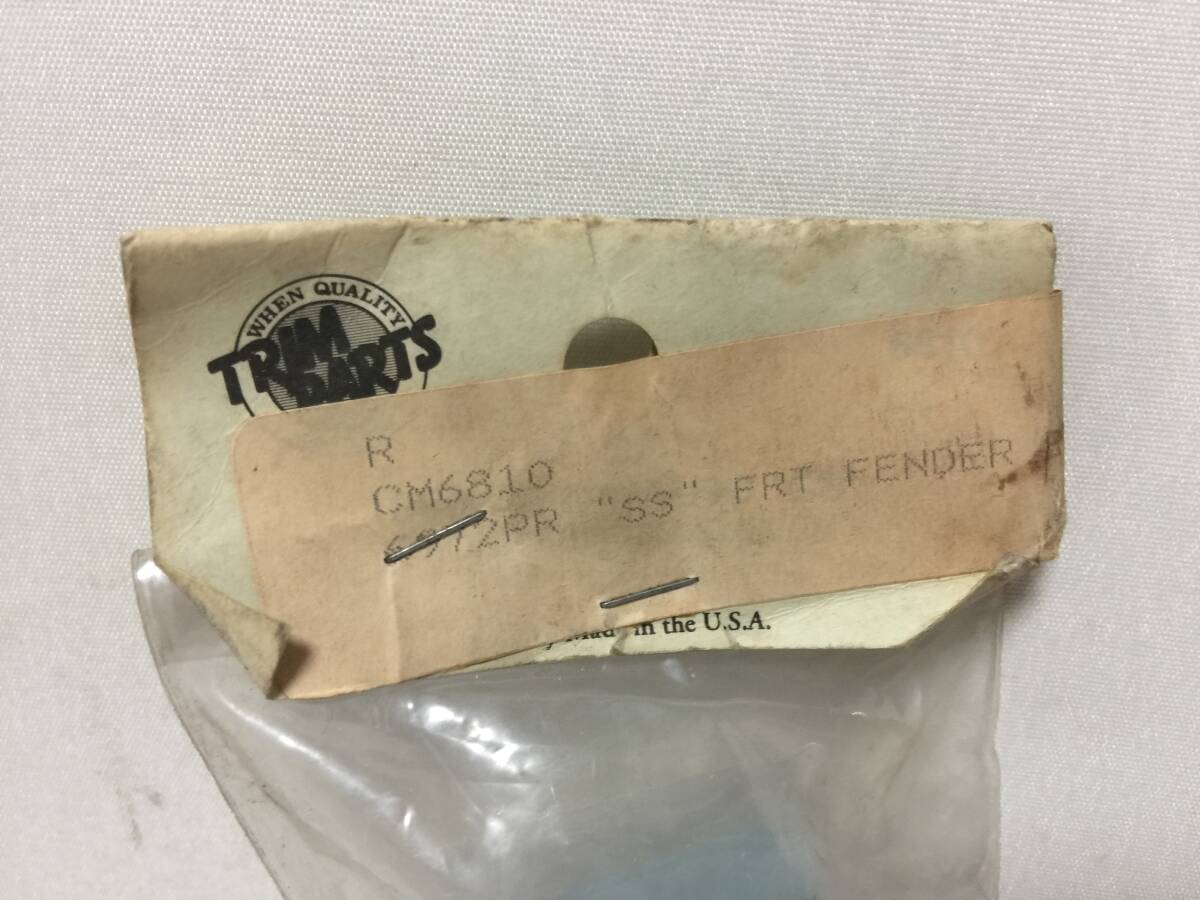 WHEN QUALITY
TRIM
PARTS
R
CM6810
6972PR "SS" FRT FENDER
in the U.S.A.